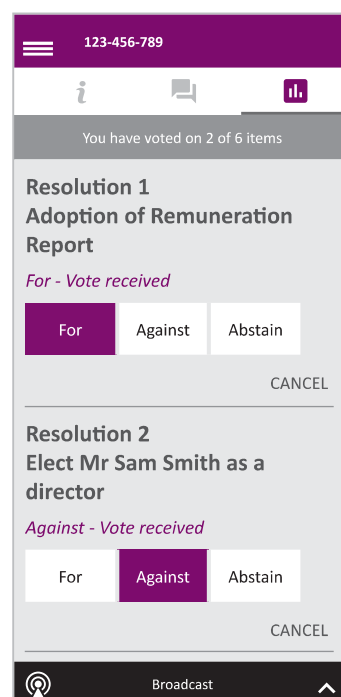 123-456-789
You have voted on 2 of 6 items
Resolution 1
Adoption of Remuneration
Report
For - Vote received
For Against Abstain
CANCEL
Resolution 2
Elect Mr Sam Smith as a
director
Against - Vote received
For Against Abstain
CANCEL
Broadcast